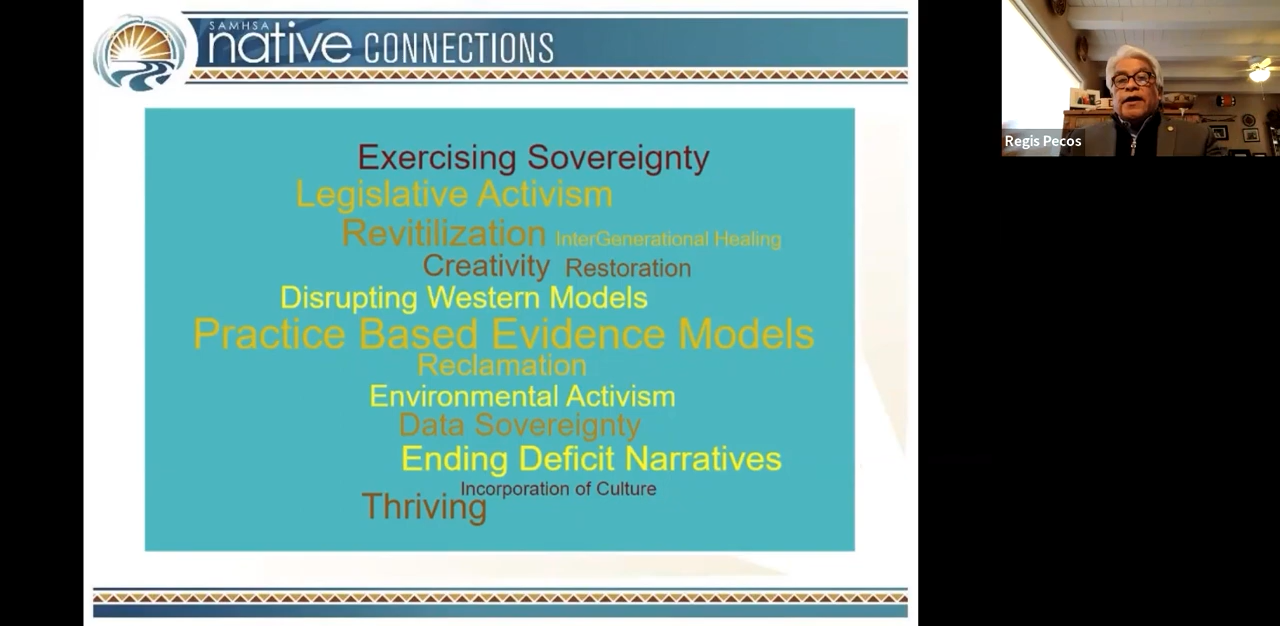 SAMHSA
native CONNECTIONS
Exercising Sovereignty
Legislative Activism
Revitilization InterGenerational Healing
Creativity Restoration
Disrupting Western Models
Practice Based Evidence Models
Reclamation
Environmental Activism
Data Sovereignty
Ending Deficit Narratives
Incorporation of Culture
Thriving
Regis Pecos